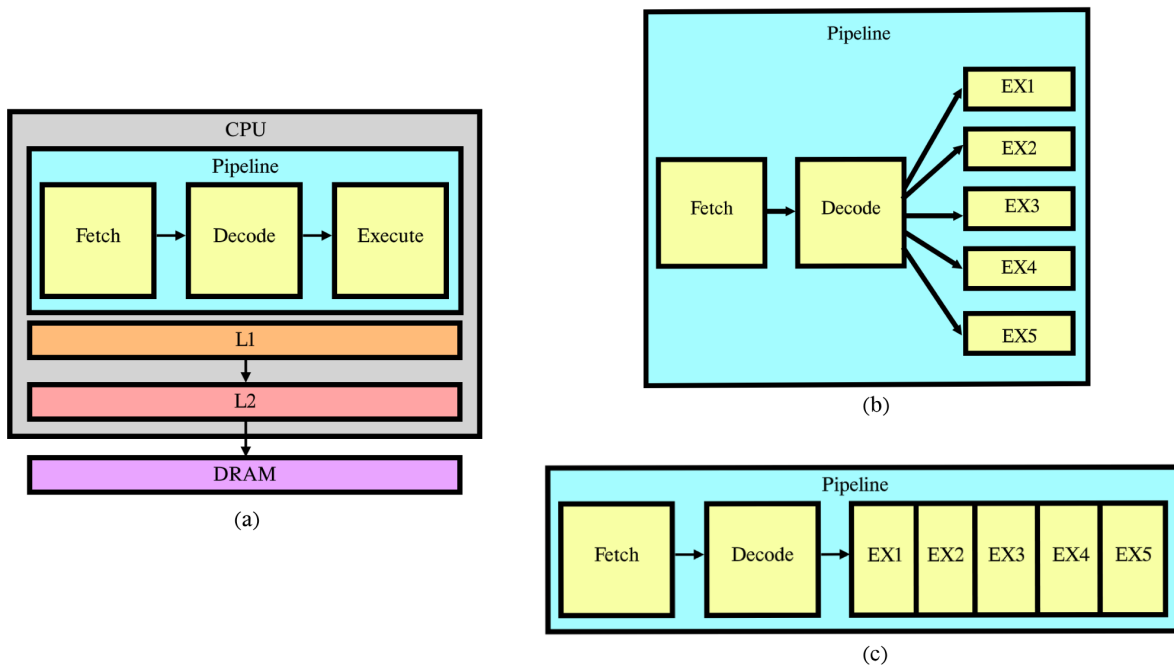 CPU
Pipeline
Fetch
Decode
Execute
L1
L2
DRAM
(a)
Pipeline
Fetch
Decode
EX1
EX2
EX3
EX4
EX5
(b)
Pipeline
Fetch
Decode
EX1
EX2
EX3
EX4
EX5
(c)